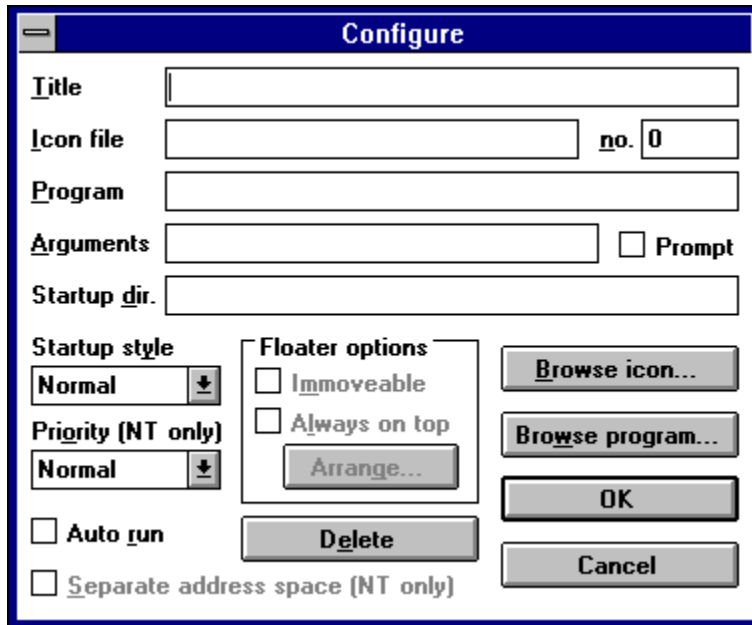 Configure
Title
Icon file no. 0
Program
Arguments Prompt
Startup dir.
Startup style
Normal
Priority (NT only)
Normal
Floater options
Immoveable
Always on top
Arrange...
Browse icon...
Browse program...
OK
Cancel
Auto run
Delete
Separate address space (NT only)